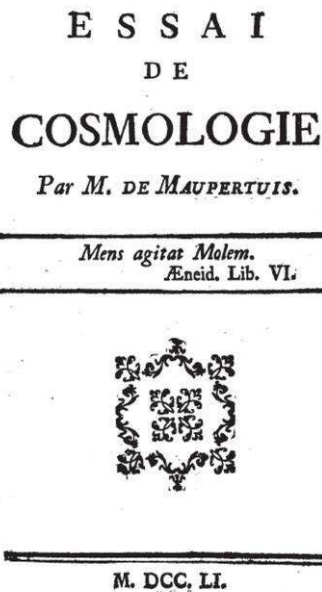 ESSAI
DE
COSMOLOGIE
Par M. DE MAUPERTUIS.
Mens agitat Molem.
Æneid. Lib. VI.
M. DCC. LI.